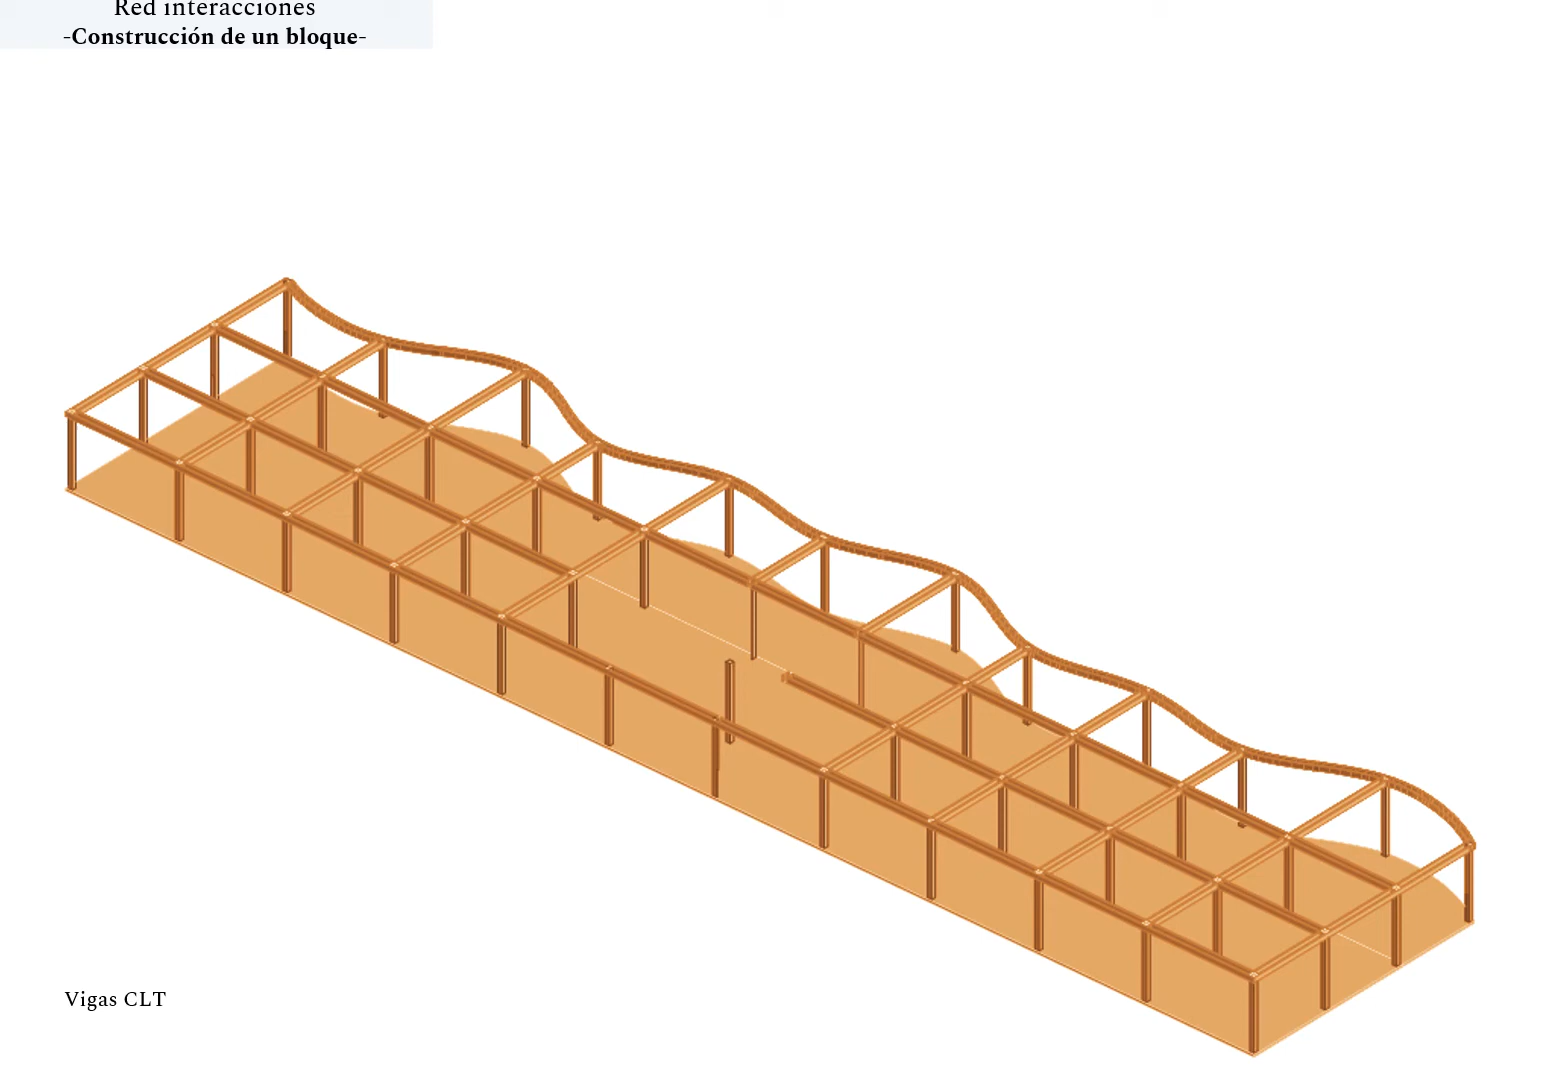 Red interacciones
-Construcción de un bloque-
Vigas CLT